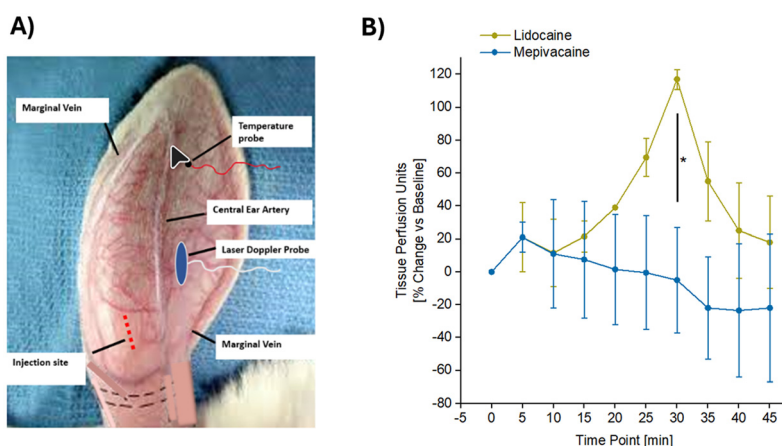 A)
Marginal Vein
Temperature
probe
Central Ear Artery
Laser Doppler Probe
Marginal Vein
Injection site
B)
Lidocaine
Mepivacaine
Tissue Perfusion Units
[% Change vs Baseline]
120
100
80
60
40
20
0
-20
-40
-60
-80
*
-5 0 5 10 15 20 25 30 35 40 45
Time Point [min]